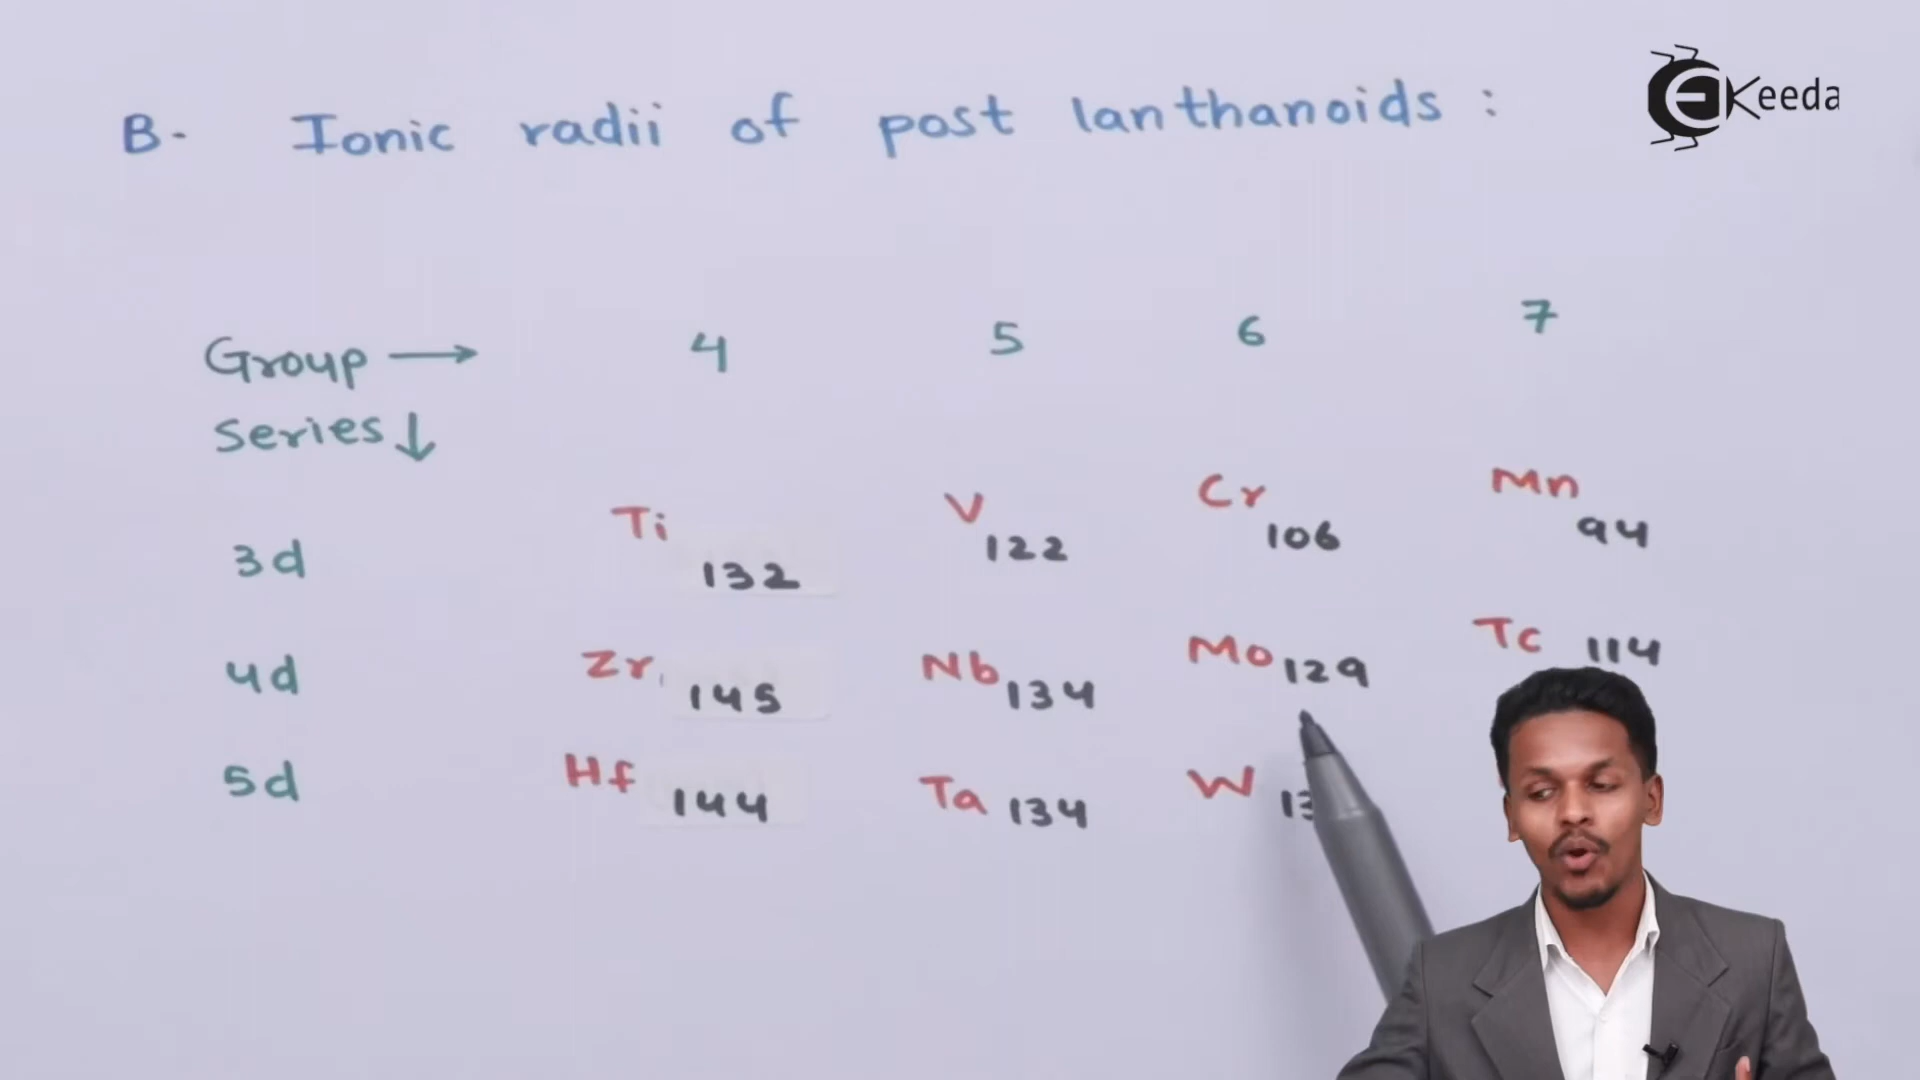 EKeeda
B- Ionic radii of post lanthanoids :
Group → 4 5 6 7
Series ↓
3d Ti 132 V 122 Cr 106 Mn 94
4d Zr 145 Nb 134 Mo 129 Tc 114
5d Hf 144 Ta 134 W